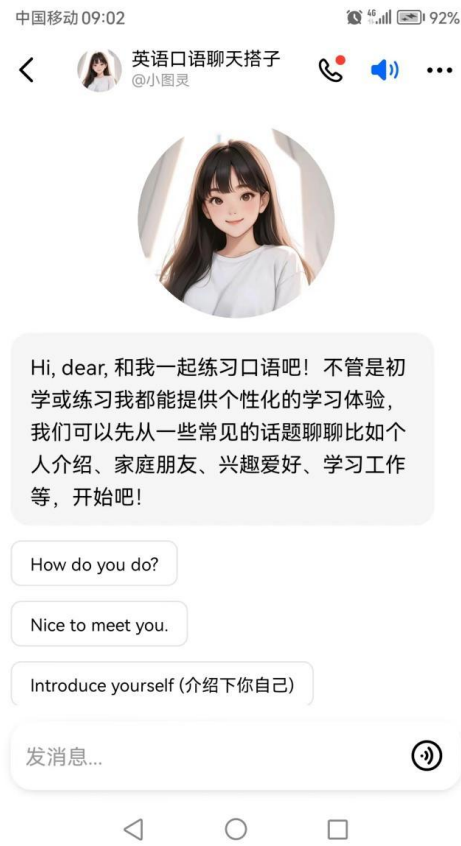 中国移动 09:02
4G
92%
英语口语聊天搭子
@小图灵
Hi, dear, 和我一起练习口语吧！不管是初
学或练习我都能提供个性化的学习体验，
我们可以先从一些常见的话题聊聊比如个
人介绍、家庭朋友、兴趣爱好、学习工作
等，开始吧！
How do you do?
Nice to meet you.
Introduce yourself (介绍下你自己)
发消息...